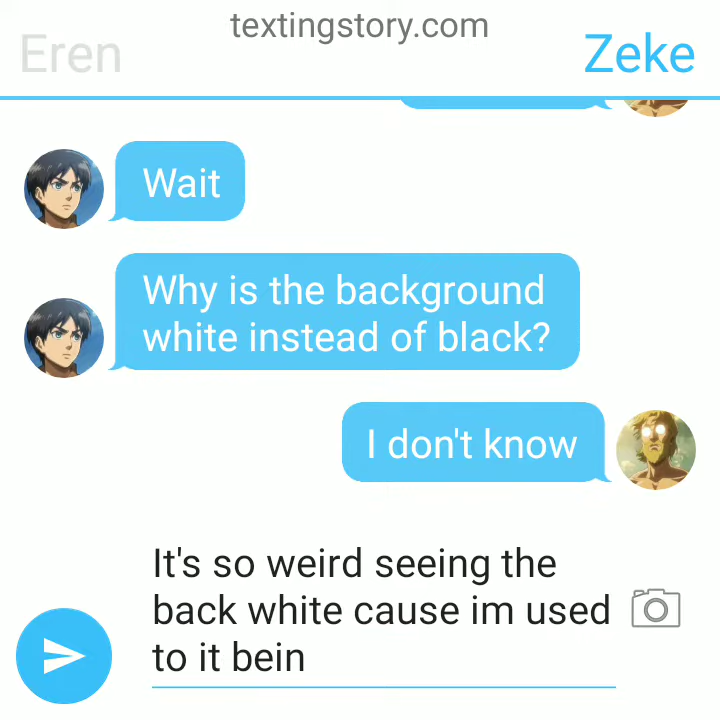 textingstory.com
Eren
Zeke
Wait
Why is the background
white instead of black?
I don't know
It's so weird seeing the
back white cause im used
to it bein